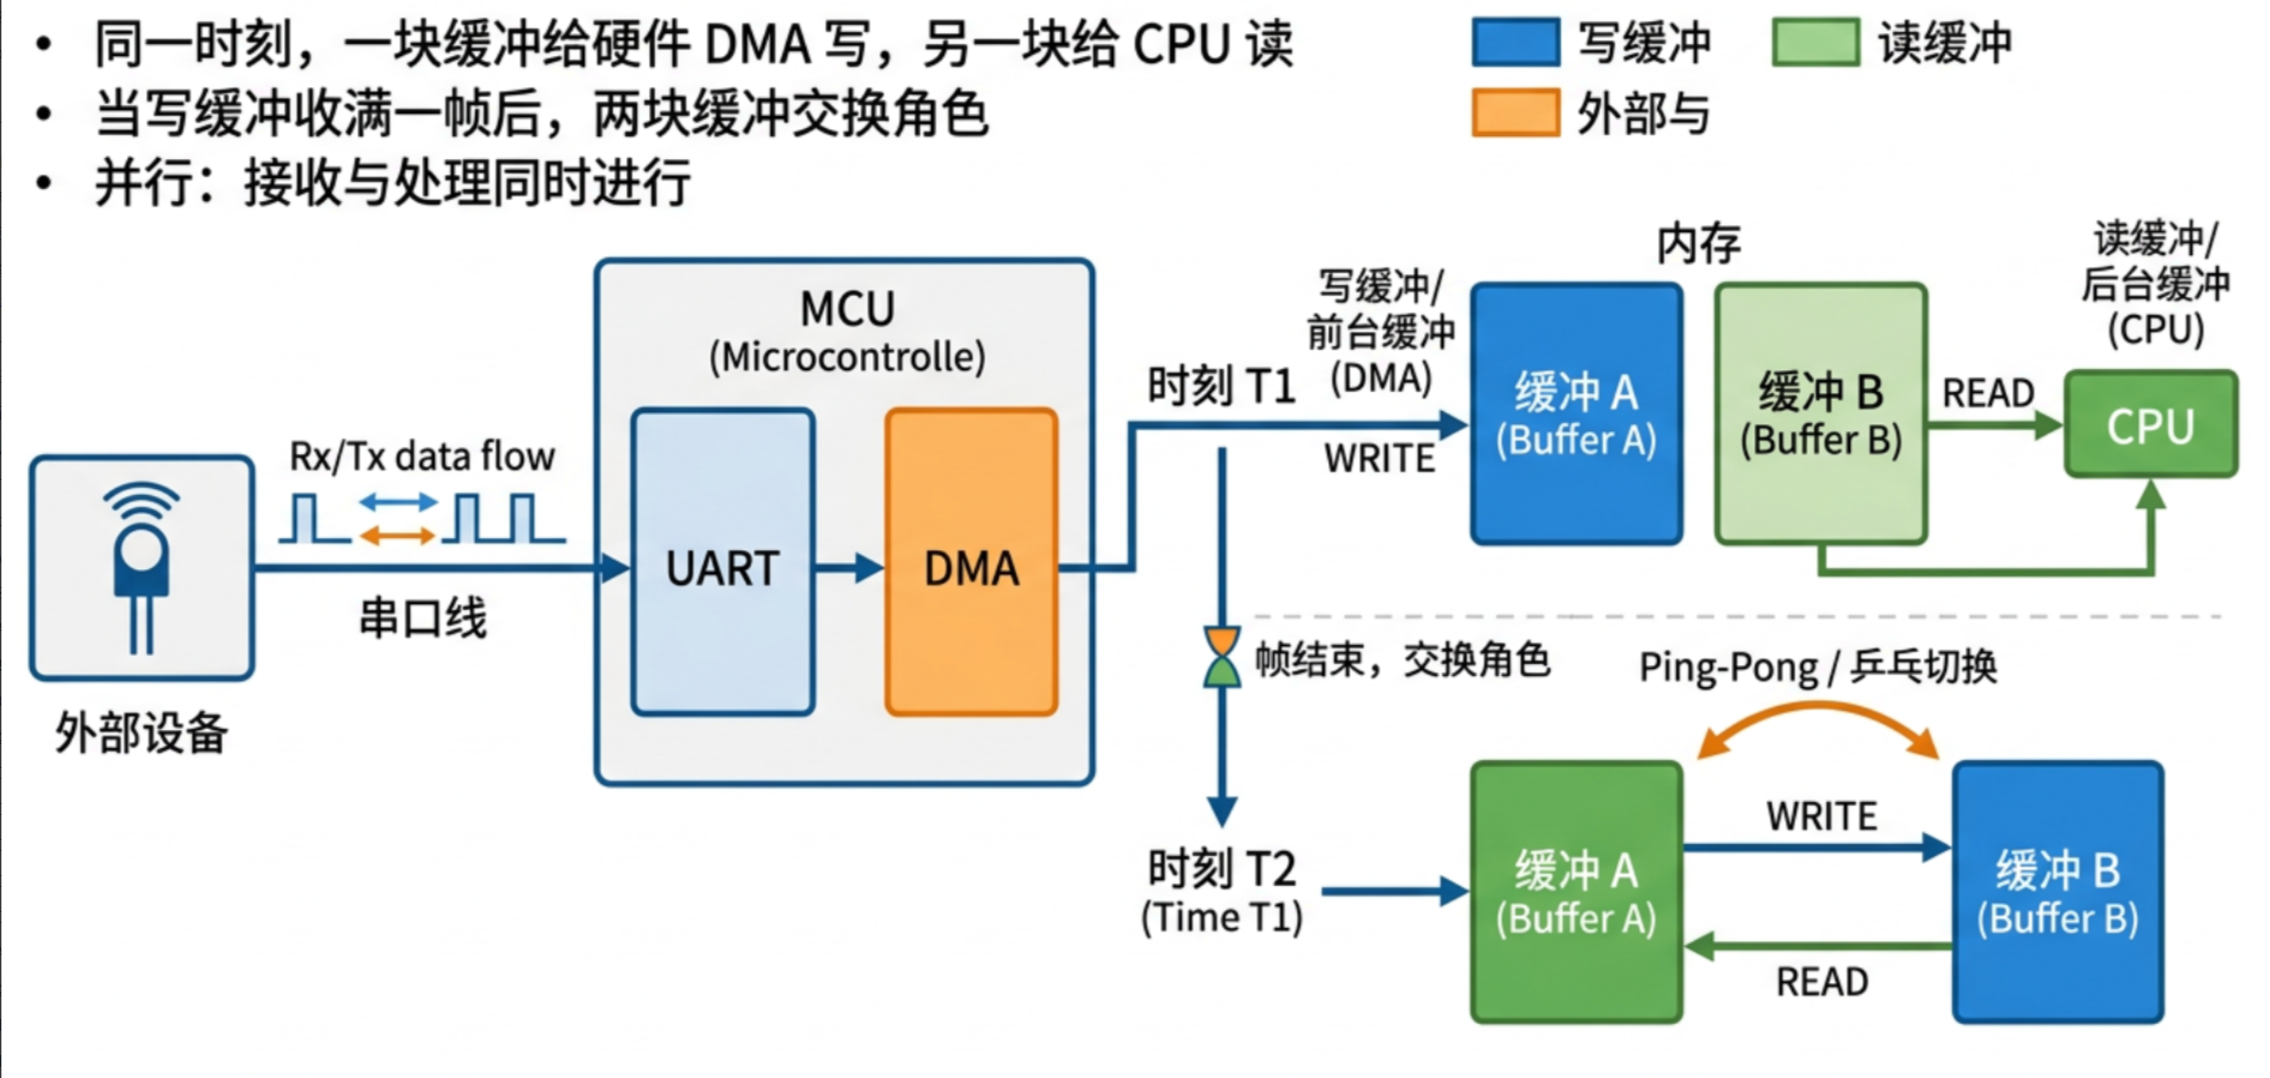 • 同一时刻，一块缓冲给硬件 DMA 写，另一块给 CPU 读
• 当写缓冲收满一帧后，两块缓冲交换角色
• 并行：接收与处理同时进行
写缓冲
读缓冲
外部与
MCU
(Microcontrolle)
Rx/Tx data flow
串口线
外部设备
UART
DMA
时刻 T1
写缓冲/
前台缓冲
(DMA)
WRITE
内存
缓冲 A
(Buffer A)
缓冲 B
(Buffer B)
READ
读缓冲/
后台缓冲
(CPU)
CPU
帧结束，交换角色
Ping-Pong / 乒乓切换
时刻 T2
(Time T1)
缓冲 A
(Buffer A)
WRITE
READ
缓冲 B
(Buffer B)